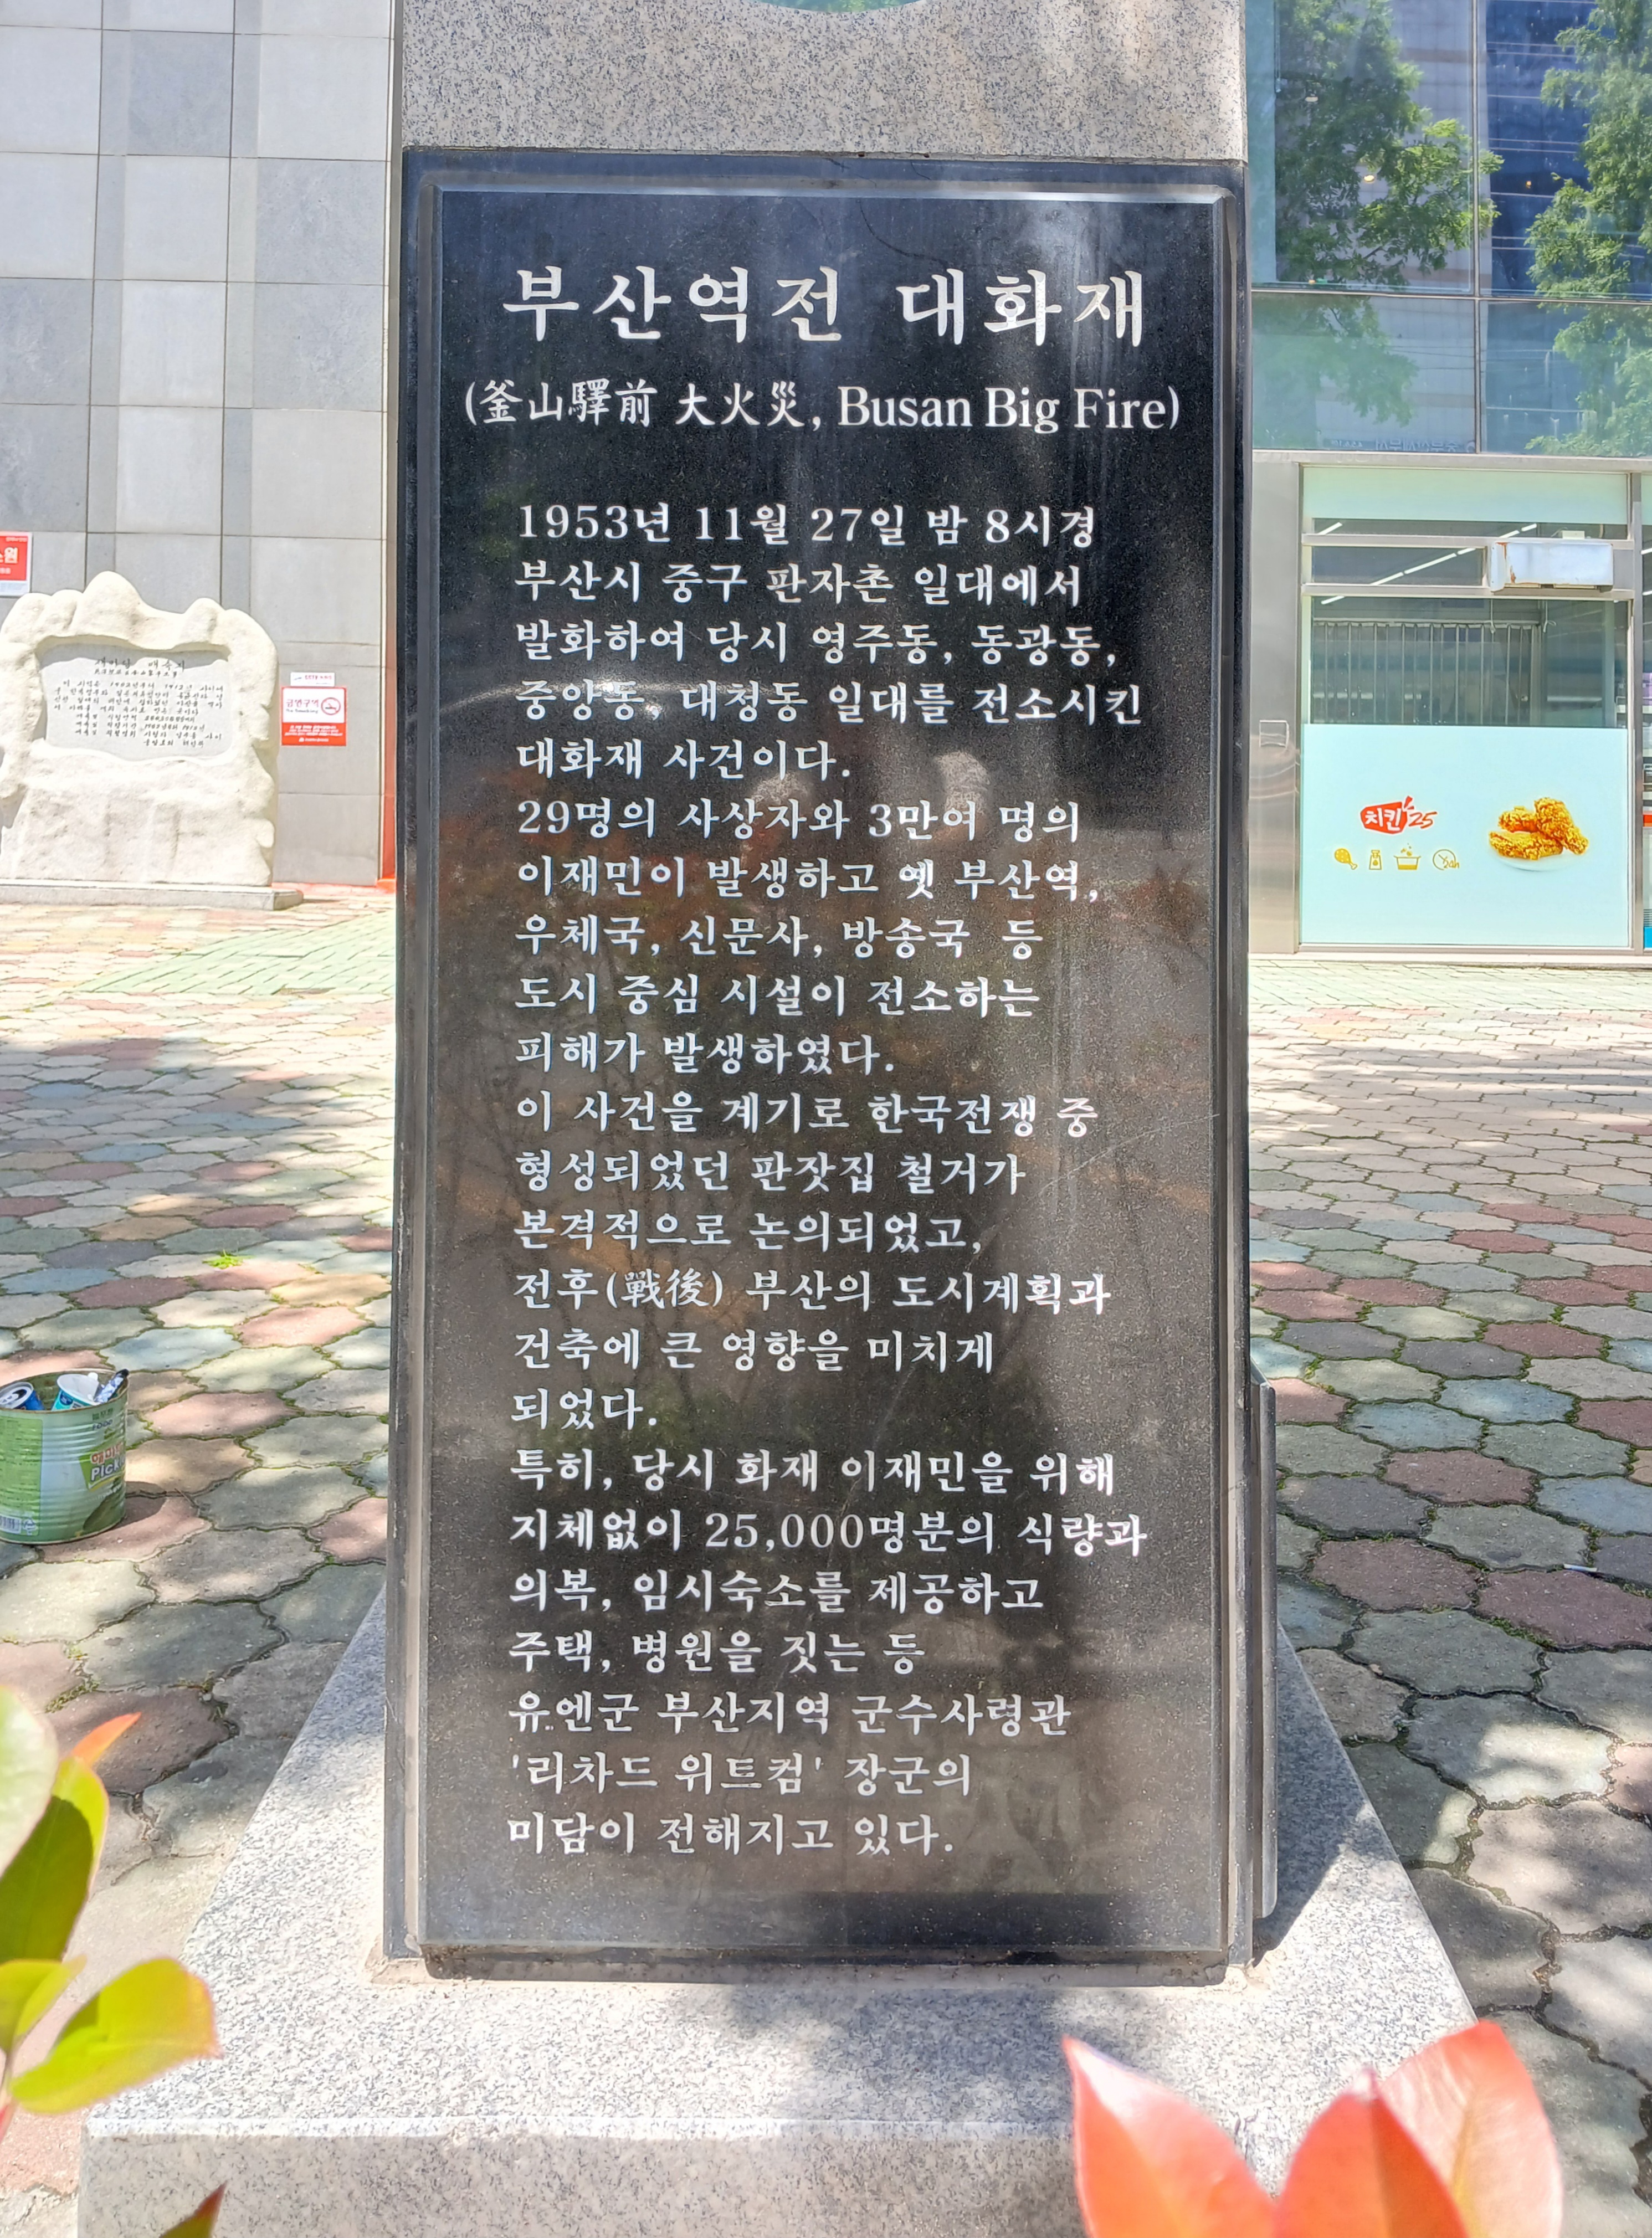 부산역전 대화재
(釜山驛前 大火災, Busan Big Fire)
1953년 11월 27일 밤 8시경
부산시 중구 판자촌 일대에서
발화하여 당시 영주동, 동광동,
중앙동, 대청동 일대를 전소시킨
대화재 사건이다.
29명의 사상자와 3만여 명의
이재민이 발생하고 옛 부산역,
우체국, 신문사, 방송국 등
도시 중심 시설이 전소하는
피해가 발생하였다.
이 사건을 계기로 한국전쟁 중
형성되었던 판잣집 철거가
본격적으로 논의되었고,
전후(戰後) 부산의 도시계획과
건축에 큰 영향을 미치게
되었다.
특히, 당시 화재 이재민을 위해
지체없이 25,000명분의 식량과
의복, 임시숙소를 제공하고
주택, 병원을 짓는 등
유엔군 부산지역 군수사령관
'리차드 위트컴' 장군의
미담이 전해지고 있다.
금연구역
치킨25